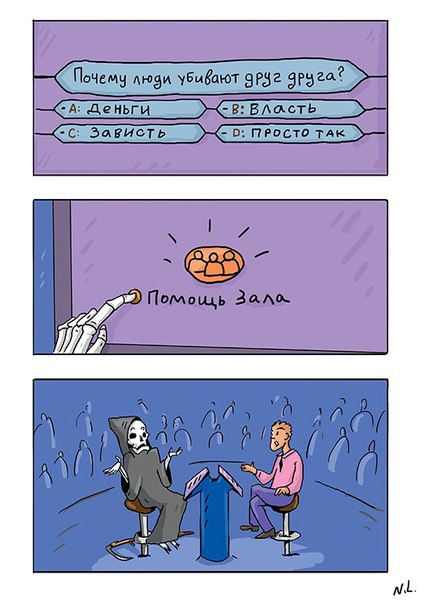 Почему люди убивают друг друга?
- A: Деньги
- B: Власть
- C: Зависть
- D: Просто так
Помощь Зала
N.L.